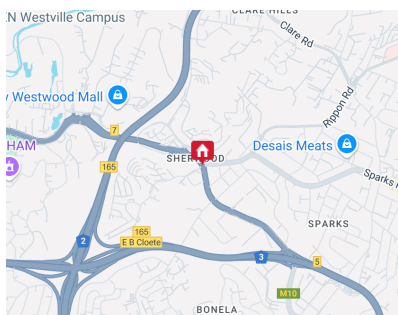 CLARE HILLS
N Westville Campus
Clare Rd
y Westwood Mall
Rippon Rd
7
HAM
SHERWOOD
Desais Meats
165
Sparks
SPARKS
165
2
E B Cloete
3
5
M10
BONELA